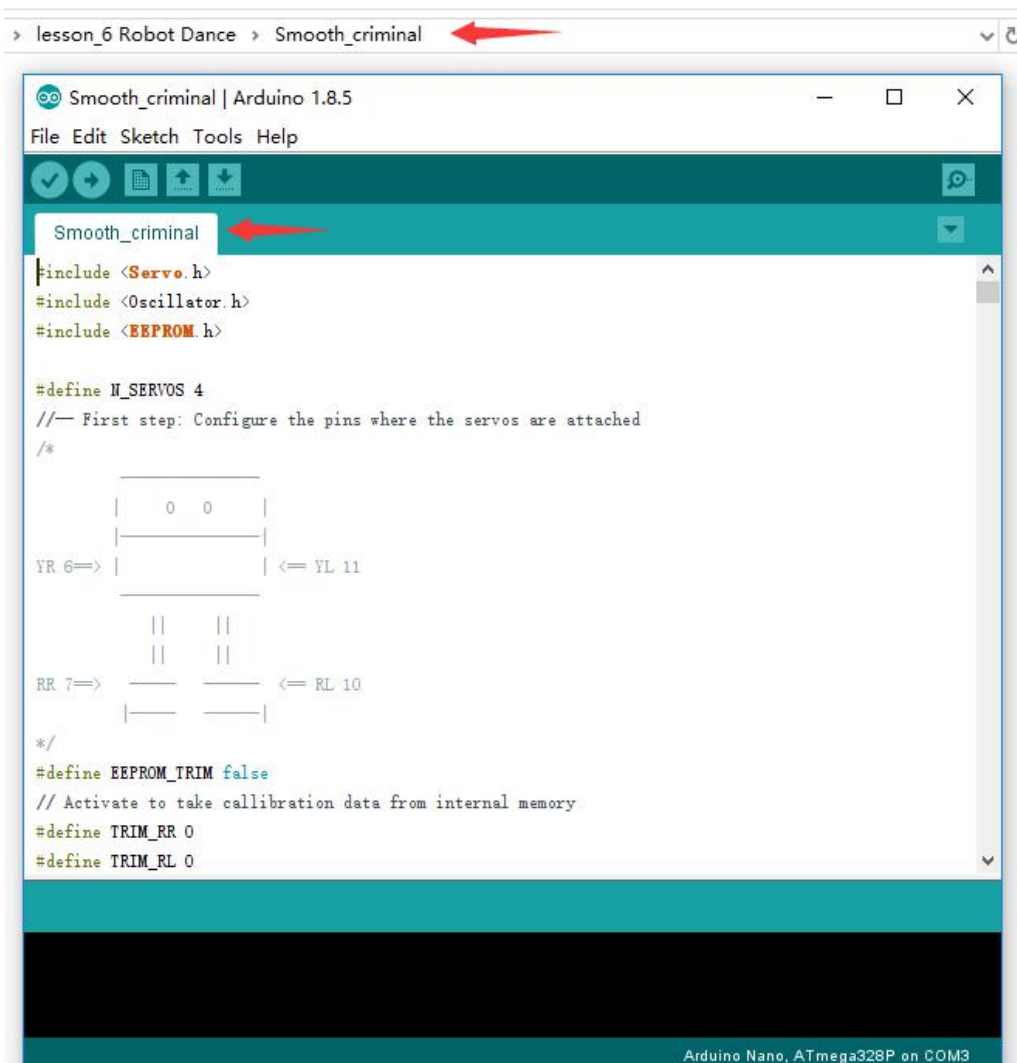 > lesson_6 Robot Dance > Smooth_criminal
Smooth_criminal | Arduino 1.8.5
File Edit Sketch Tools Help
Smooth_criminal
#include <Servo.h>
#include <Oscillator.h>
#include <EEPROM.h>
#define N_SERVOS 4
//— First step: Configure the pins where the servos are attached
/*
| O O |
YR 6==> | | <== YL 11
|| ||
|| ||
RR 7==> <== RL 10
*/
#define EEPROM_TRIM false
// Activate to take callibration data from internal memory
#define TRIM_RR 0
#define TRIM_RL 0
Arduino Nano, ATmega328P on COM3